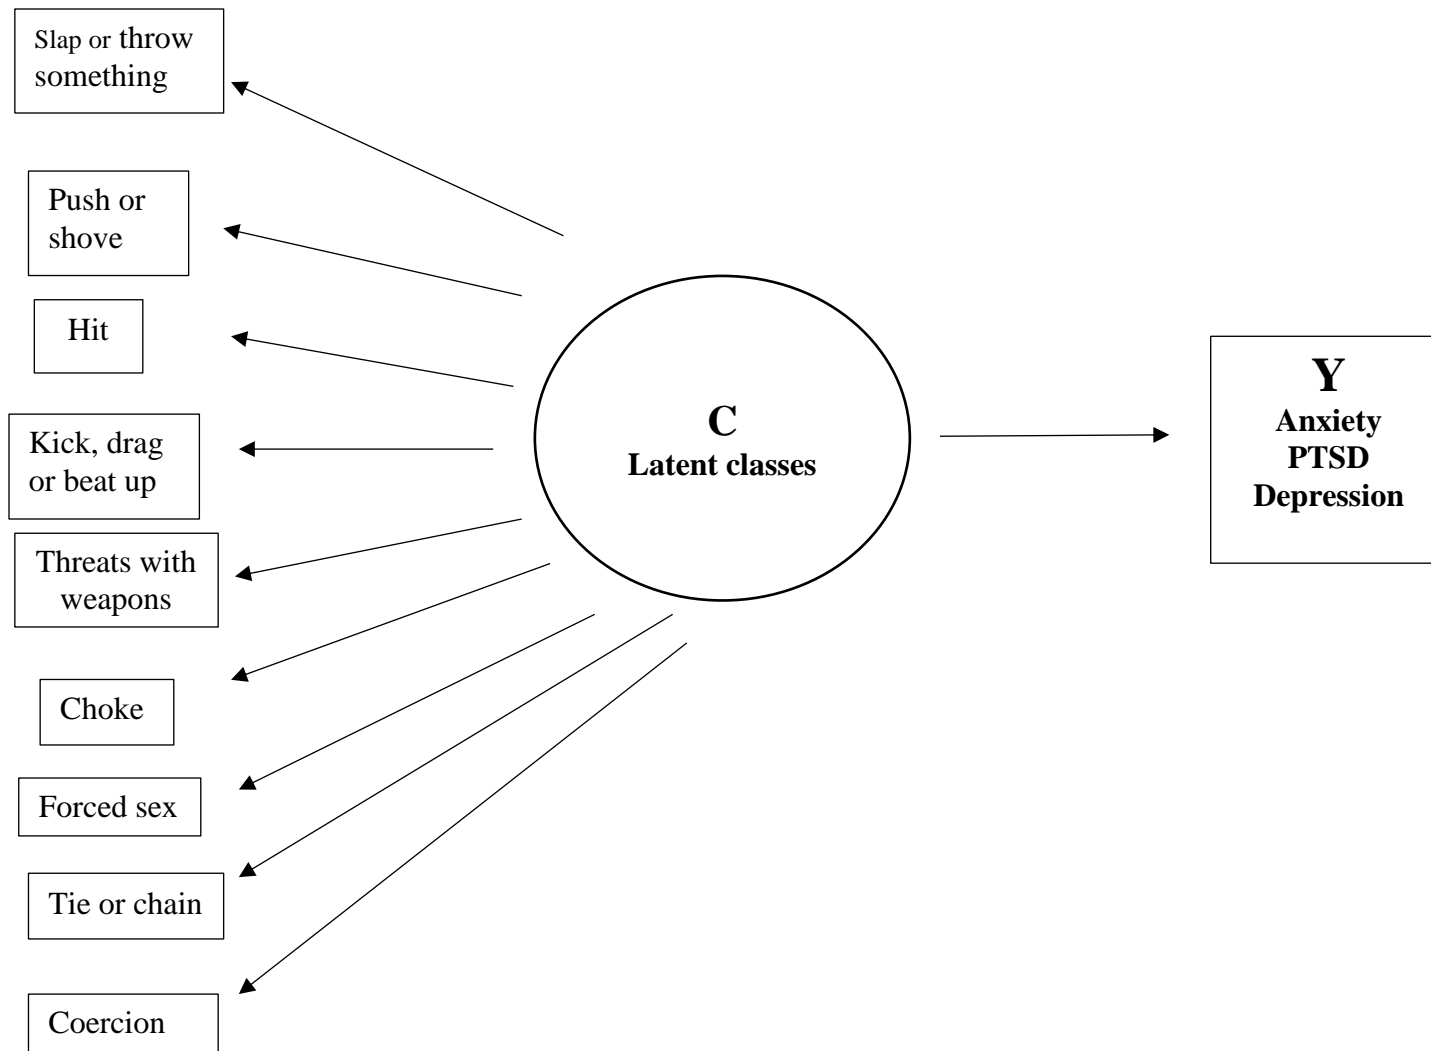 Slap or throw
something
Push or
shove
Hit
Kick, drag
or beat up
Threats with
weapons
Choke
Forced sex
Tie or chain
Coercion
C
Latent classes
Y
Anxiety
PTSD
Depression